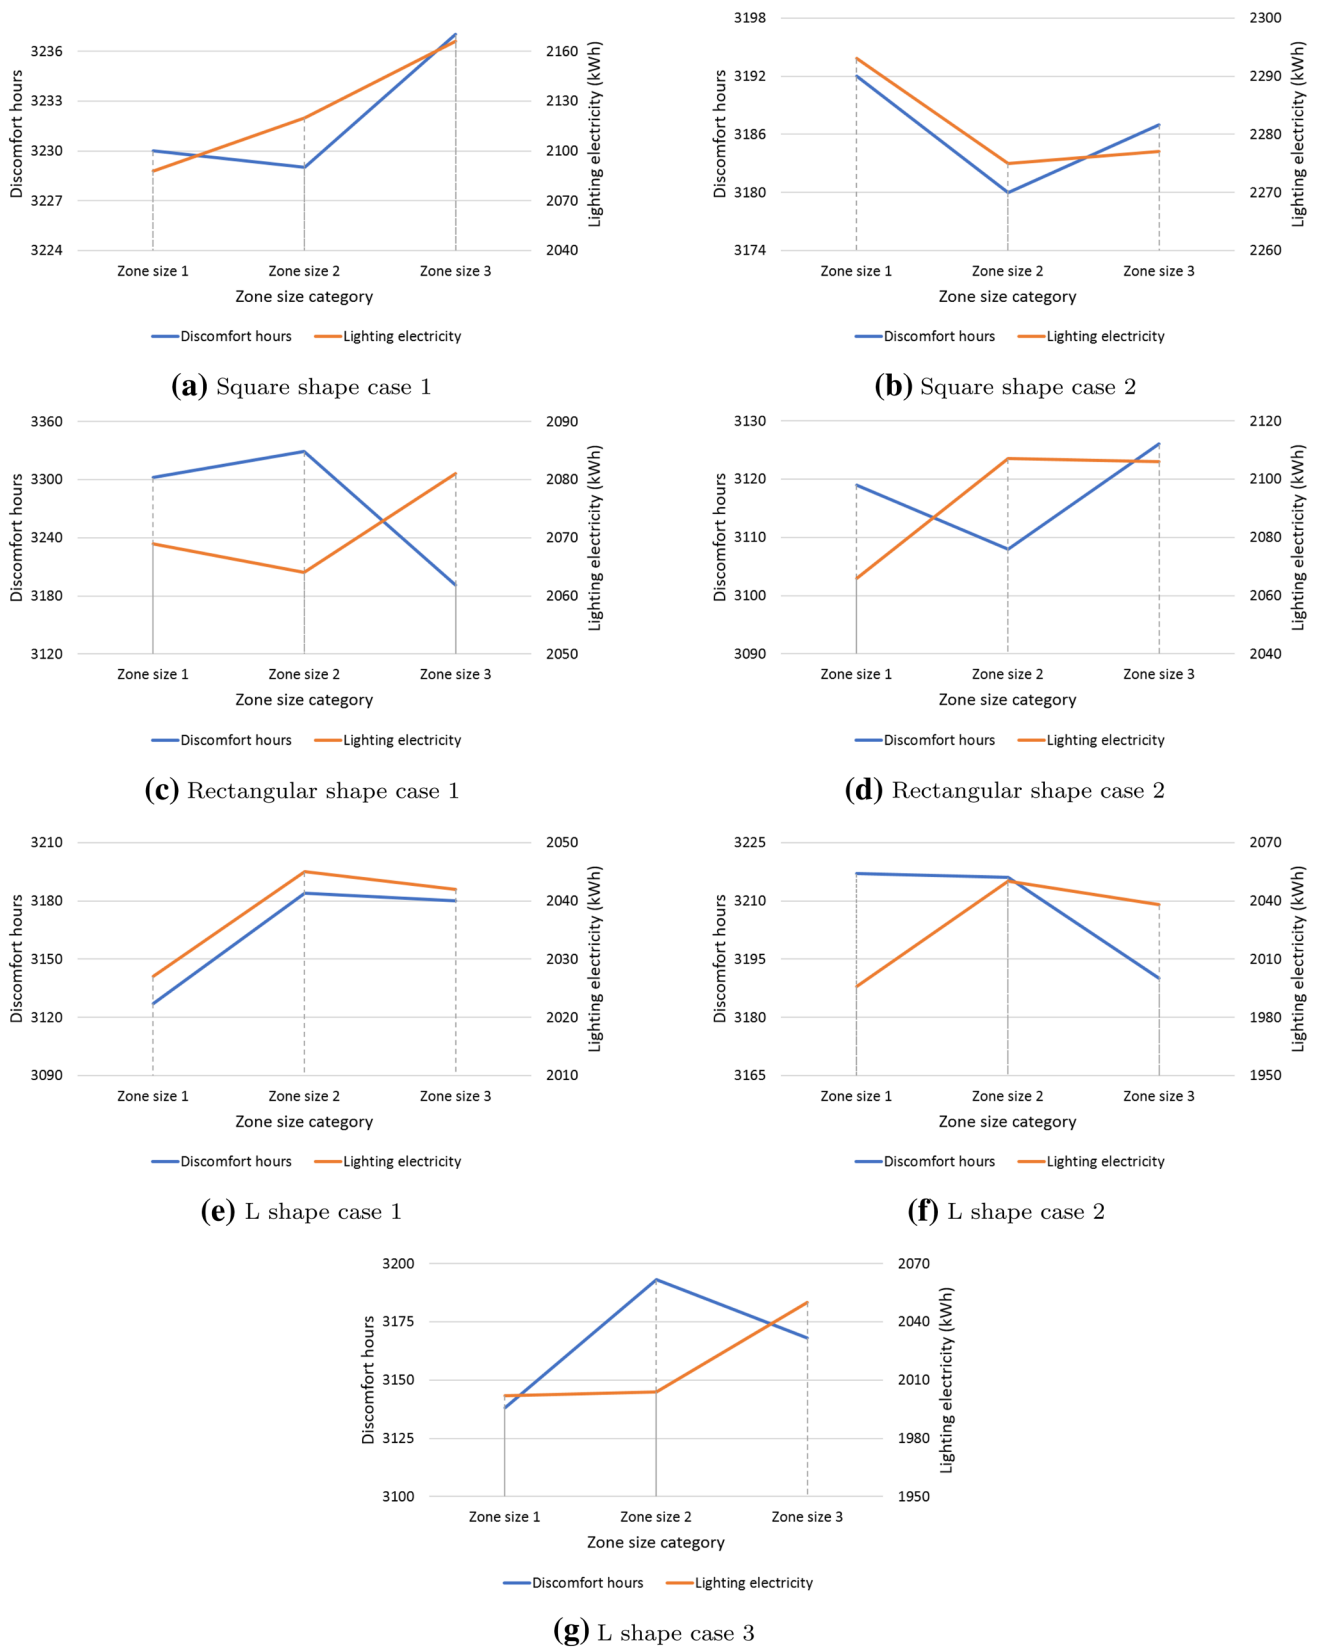 3236
3233
3230
3227
3224
Discomfort hours
2160
2130
2100
2070
2040
Lighting electricity (kWh)
Zone size 1 Zone size 2 Zone size 3
Zone size category
Discomfort hours Lighting electricity
(a) Square shape case 1
3198
3192
3186
3180
3174
Discomfort hours
2300
2290
2280
2270
2260
Lighting electricity (kWh)
Zone size 1 Zone size 2 Zone size 3
Zone size category
Discomfort hours Lighting electricity
(b) Square shape case 2
3360
3300
3240
3180
3120
Discomfort hours
2090
2080
2070
2060
2050
Lighting electricity (kWh)
Zone size 1 Zone size 2 Zone size 3
Zone size category
Discomfort hours Lighting electricity
(c) Rectangular shape case 1
3130
3120
3110
3100
3090
Discomfort hours
2120
2100
2080
2060
2040
Lighting electricity (kWh)
Zone size 1 Zone size 2 Zone size 3
Zone size category
Discomfort hours Lighting electricity
(d) Rectangular shape case 2
3210
3180
3150
3120
3090
Discomfort hours
2050
2040
2030
2020
2010
Lighting electricity (kWh)
Zone size 1 Zone size 2 Zone size 3
Zone size category
Discomfort hours Lighting electricity
(e) L shape case 1
3225
3210
3195
3180
3165
Discomfort hours
2070
2040
2010
1980
1950
Lighting electricity (kWh)
Zone size 1 Zone size 2 Zone size 3
Zone size category
Discomfort hours Lighting electricity
(f) L shape case 2
3200
3175
3150
3125
3100
Discomfort hours
2070
2040
2010
1980
1950
Lighting electricity (kWh)
Zone size 1 Zone size 2 Zone size 3
Zone size category
Discomfort hours Lighting electricity
(g) L shape case 3